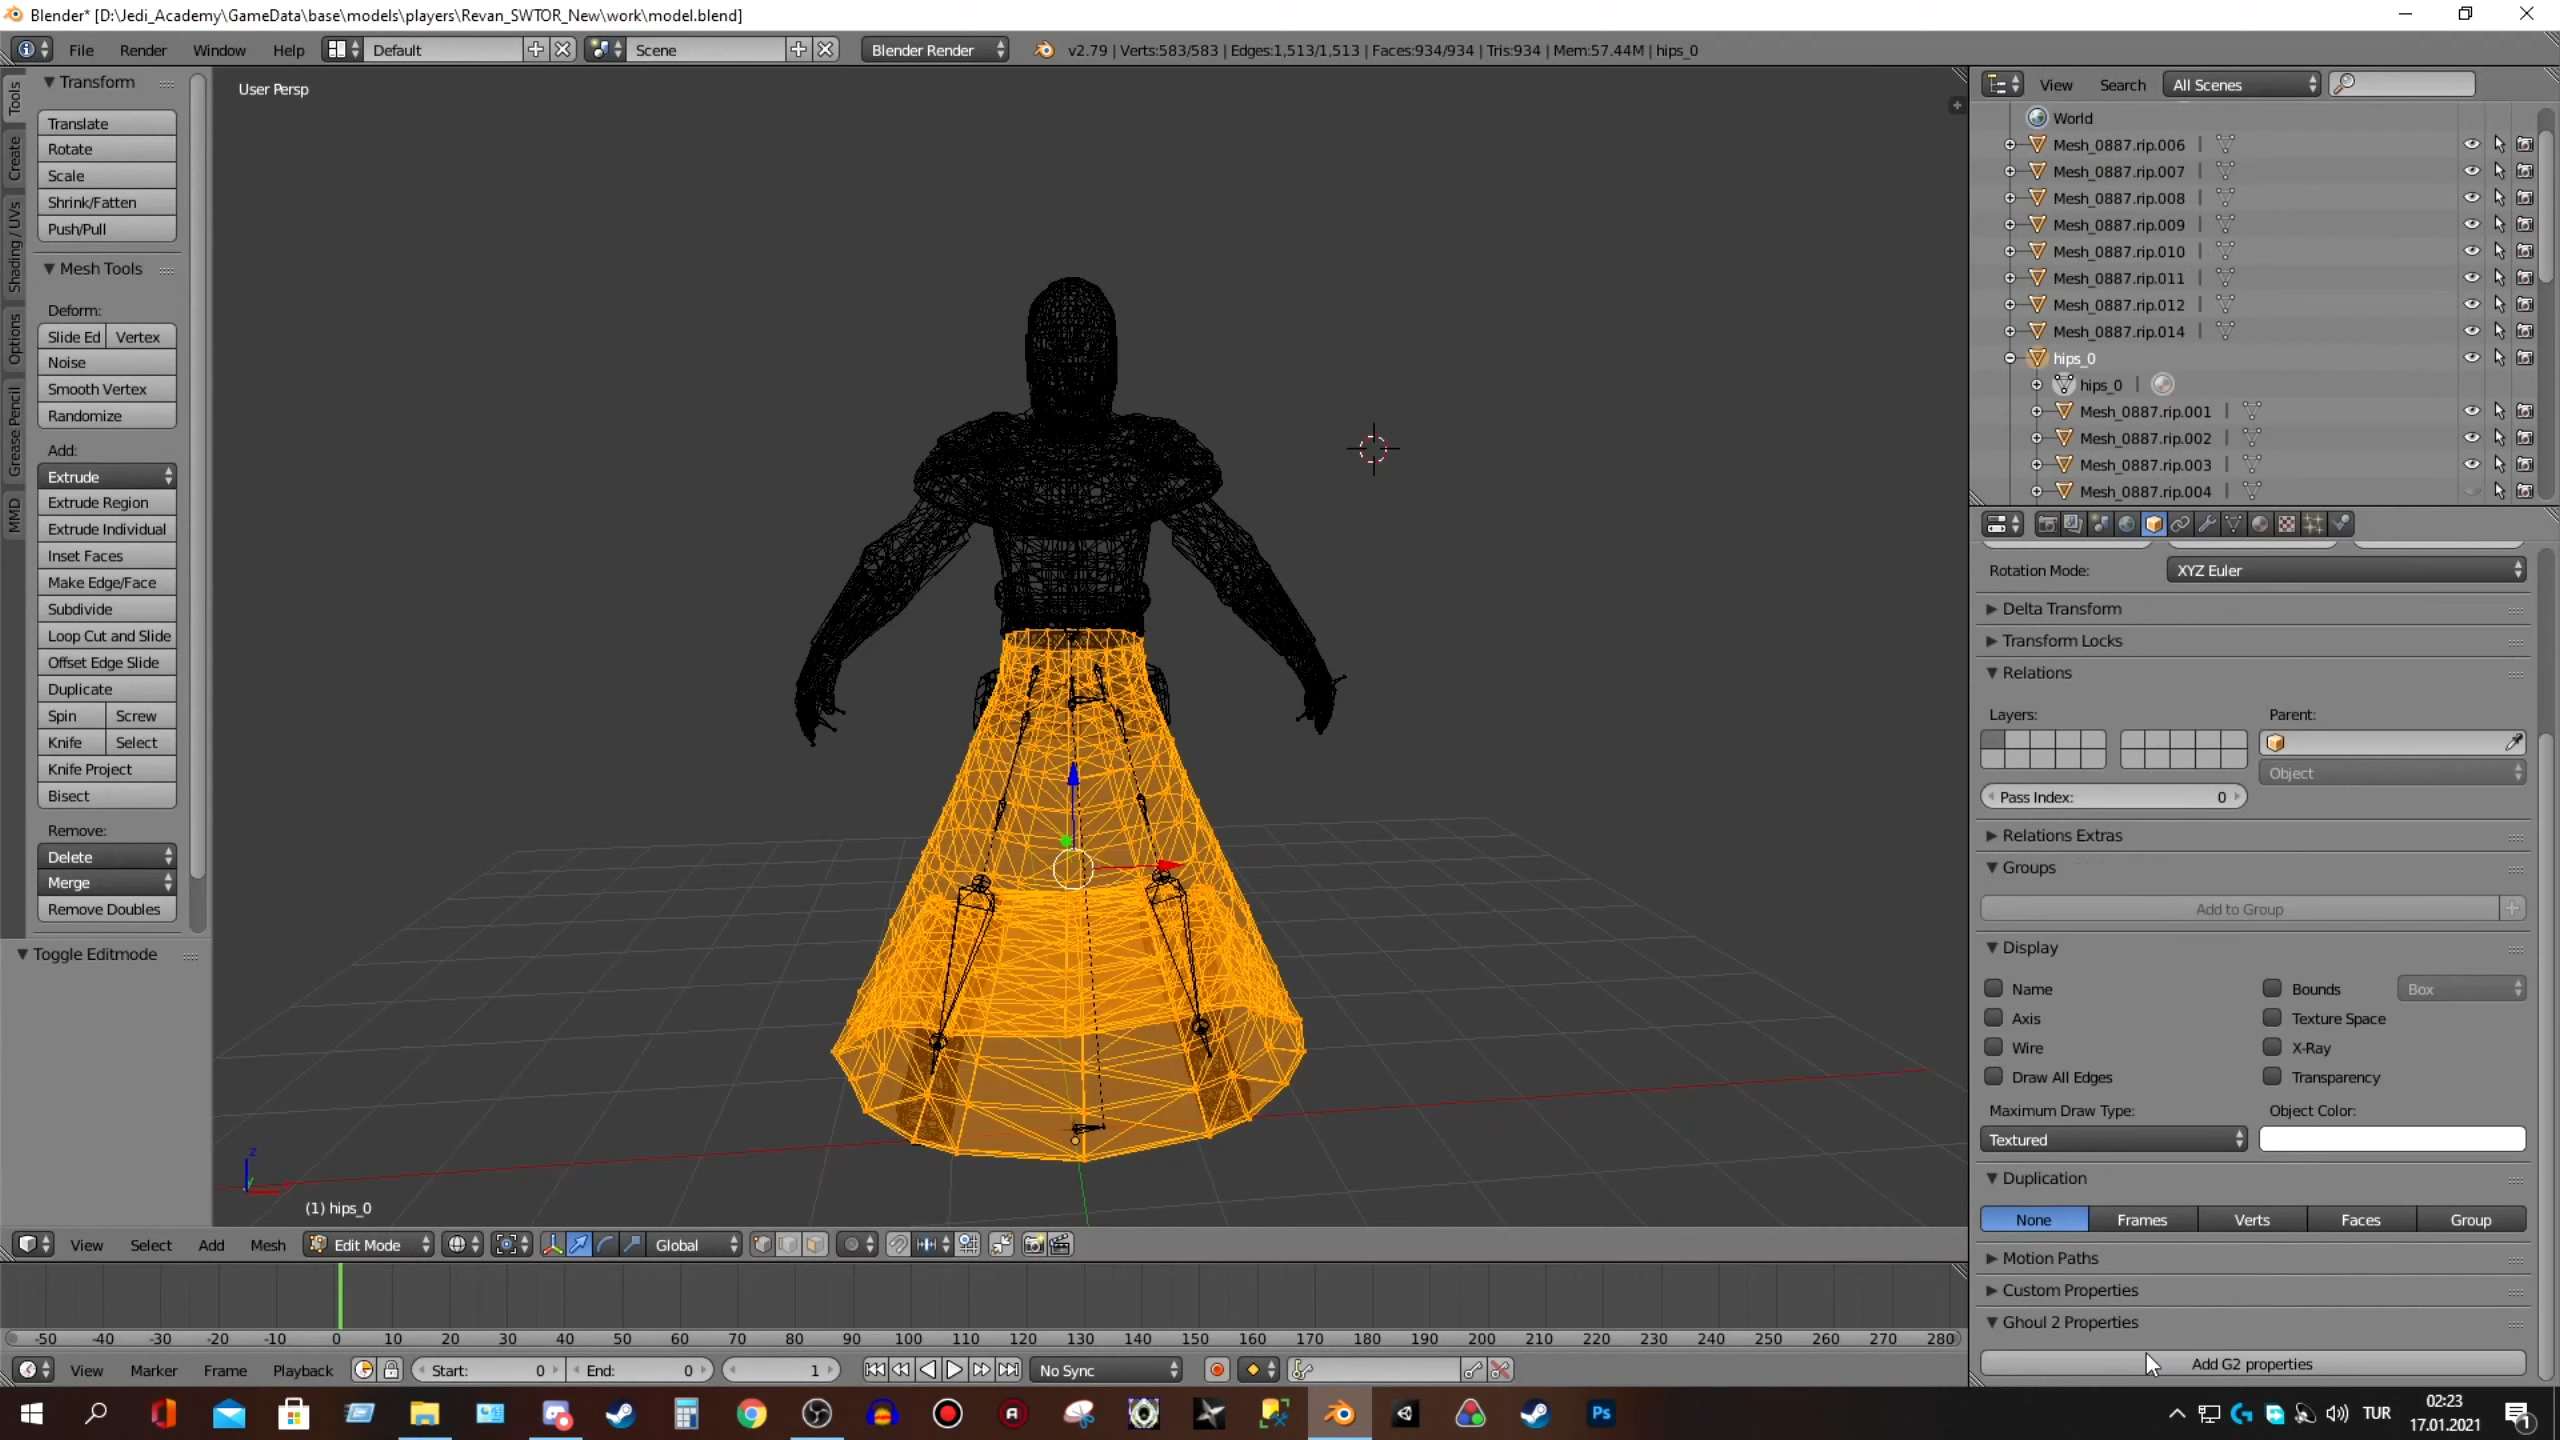 Blender* [D:\Jedi_Academy\GameData\base\models\players\Revan_SWTOR_New\work\model.blend]
File Render Window Help Default Scene Blender Render v2.79 | Verts:583/583 | Edges:1,513/1,513 | Faces:934/934 | Tris:934 | Mem:57.44M | hips_0
Tools
Create
Shading / UVs
Options
Grease Pencil
MMD
Transform
Translate
Rotate
Scale
Shrink/Fatten
Push/Pull
Mesh Tools
Deform:
Slide Ed Vertex
Noise
Smooth Vertex
Randomize
Add:
Extrude
Extrude Region
Extrude Individual
Inset Faces
Make Edge/Face
Subdivide
Loop Cut and Slide
Offset Edge Slide
Duplicate
Spin Screw
Knife Select
Knife Project
Bisect
Remove:
Delete
Merge
Remove Doubles
Toggle Editmode
User Persp
z
(1) hips_0
View Select Add Mesh Edit Mode Global
-50 -40 -30 -20 -10 0 10 20 30 40 50 60 70 80 90 100 110 120 130 140 150 160 170 180 190 200 210 220 230 240 250 260 270 280
View Marker Frame Playback Start: 0 End: 0 1 No Sync
View Search All Scenes
World
Mesh_0887.rip.006
Mesh_0887.rip.007
Mesh_0887.rip.008
Mesh_0887.rip.009
Mesh_0887.rip.010
Mesh_0887.rip.011
Mesh_0887.rip.012
Mesh_0887.rip.014
hips_0
hips_0
Mesh_0887.rip.001
Mesh_0887.rip.002
Mesh_0887.rip.003
Mesh_0887.rip.004
Rotation Mode: XYZ Euler
Delta Transform
Transform Locks
Relations
Layers: Parent:
Object
Pass Index: 0
Relations Extras
Groups
Add to Group
Display
Name Bounds Box
Axis Texture Space
Wire X-Ray
Draw All Edges Transparency
Maximum Draw Type: Object Color:
Textured
Duplication
None Frames Verts Faces Group
Motion Paths
Custom Properties
Ghoul 2 Properties
Add G2 properties
Ps
TUR
02:23
17.01.2021
1